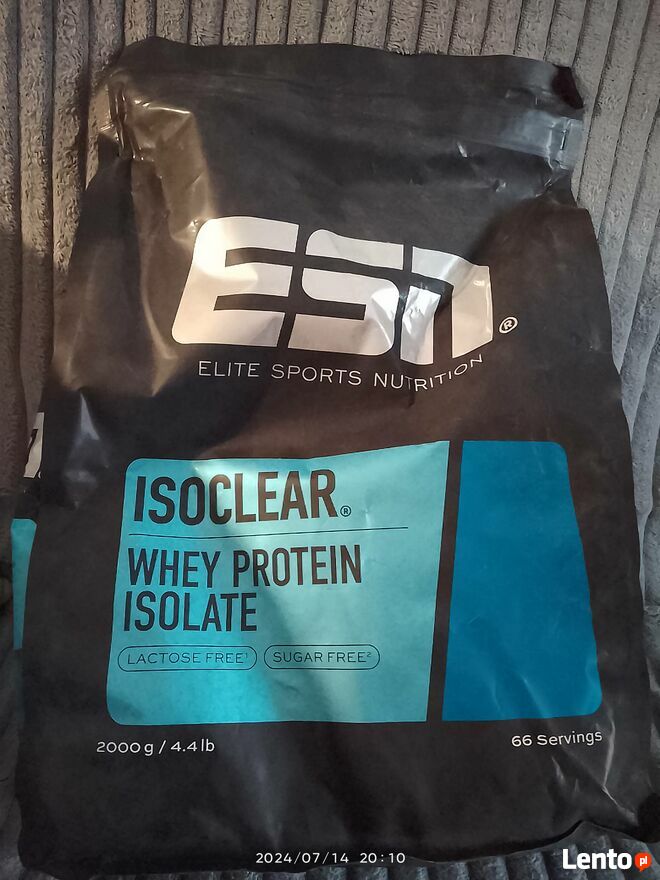 ESN®
ELITE SPORTS NUTRITION
ISOCLEAR®
WHEY PROTEIN
ISOLATE
LACTOSE FREE¹ SUGAR FREE²
2000 g / 4.4 lb
66 Servings
2024/07/14 20:10
Lento pl